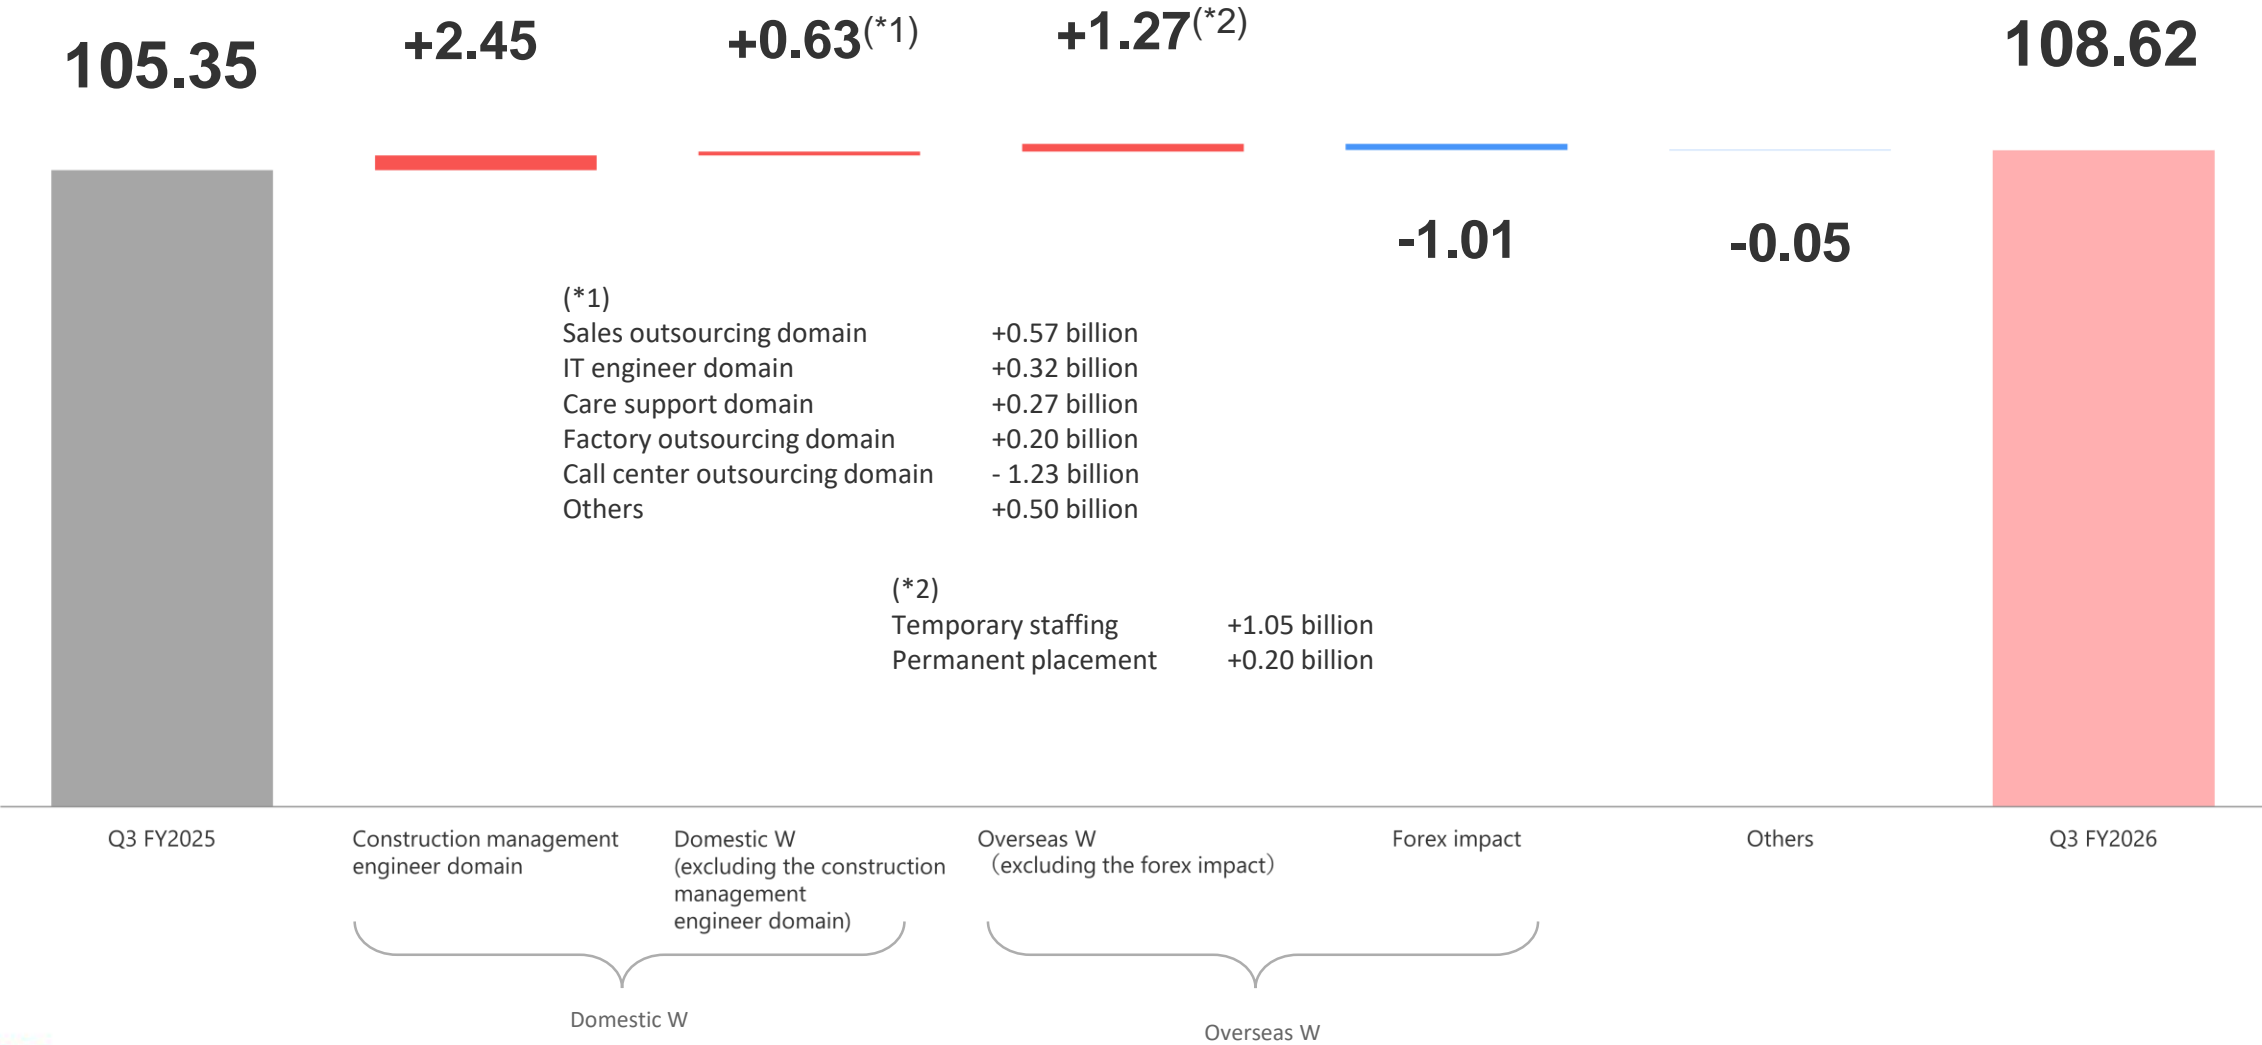 105.35
+2.45
+0.63(*1)
+1.27(*2)
108.62
-1.01
-0.05
(*1)
Sales outsourcing domain +0.57 billion
IT engineer domain +0.32 billion
Care support domain +0.27 billion
Factory outsourcing domain +0.20 billion
Call center outsourcing domain - 1.23 billion
Others +0.50 billion
(*2)
Temporary staffing +1.05 billion
Permanent placement +0.20 billion
Q3 FY2025
Construction management
engineer domain
Domestic W
(excluding the construction
management
engineer domain)
Overseas W
（excluding the forex impact）
Forex impact
Others
Q3 FY2026
Domestic W
Overseas W